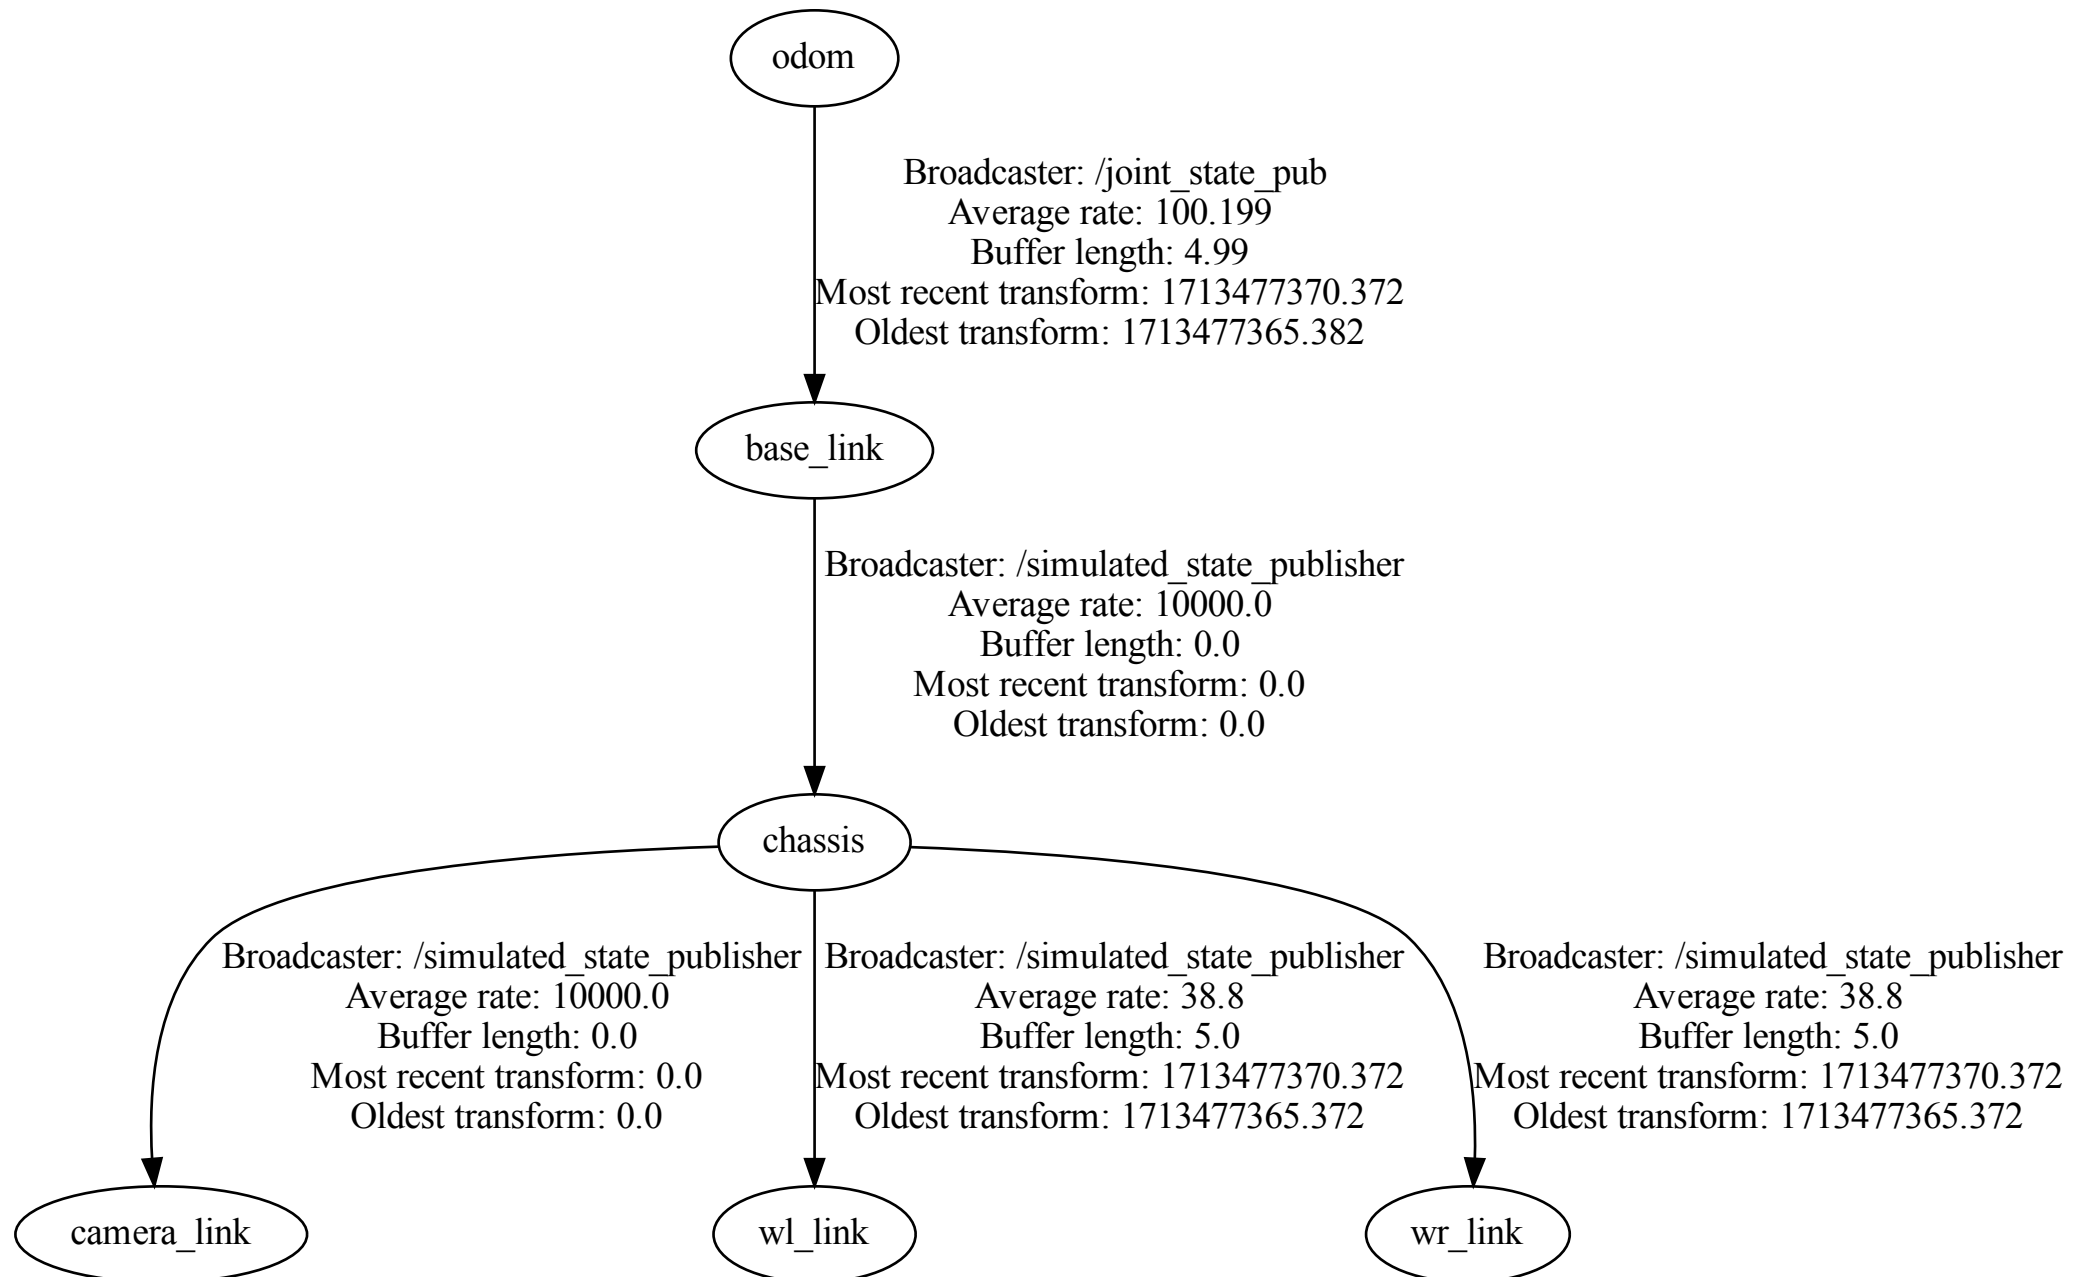 odom
Broadcaster: /joint_state_pub
Average rate: 100.199
Buffer length: 4.99
Most recent transform: 1713477370.372
Oldest transform: 1713477365.382
base_link
Broadcaster: /simulated_state_publisher
Average rate: 10000.0
Buffer length: 0.0
Most recent transform: 0.0
Oldest transform: 0.0
chassis
Broadcaster: /simulated_state_publisher
Average rate: 10000.0
Buffer length: 0.0
Most recent transform: 0.0
Oldest transform: 0.0
Broadcaster: /simulated_state_publisher
Average rate: 38.8
Buffer length: 5.0
Most recent transform: 1713477370.372
Oldest transform: 1713477365.372
Broadcaster: /simulated_state_publisher
Average rate: 38.8
Buffer length: 5.0
Most recent transform: 1713477370.372
Oldest transform: 1713477365.372
camera_link
wl_link
wr_link